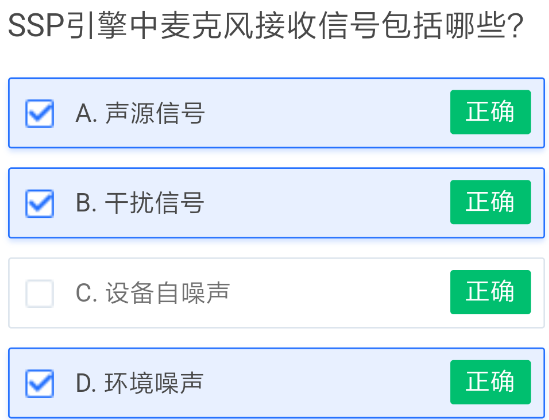 SSP引擎中麦克风接收信号包括哪些?
A. 声源信号 正确
B. 干扰信号 正确
C. 设备自噪声 正确
D. 环境噪声 正确